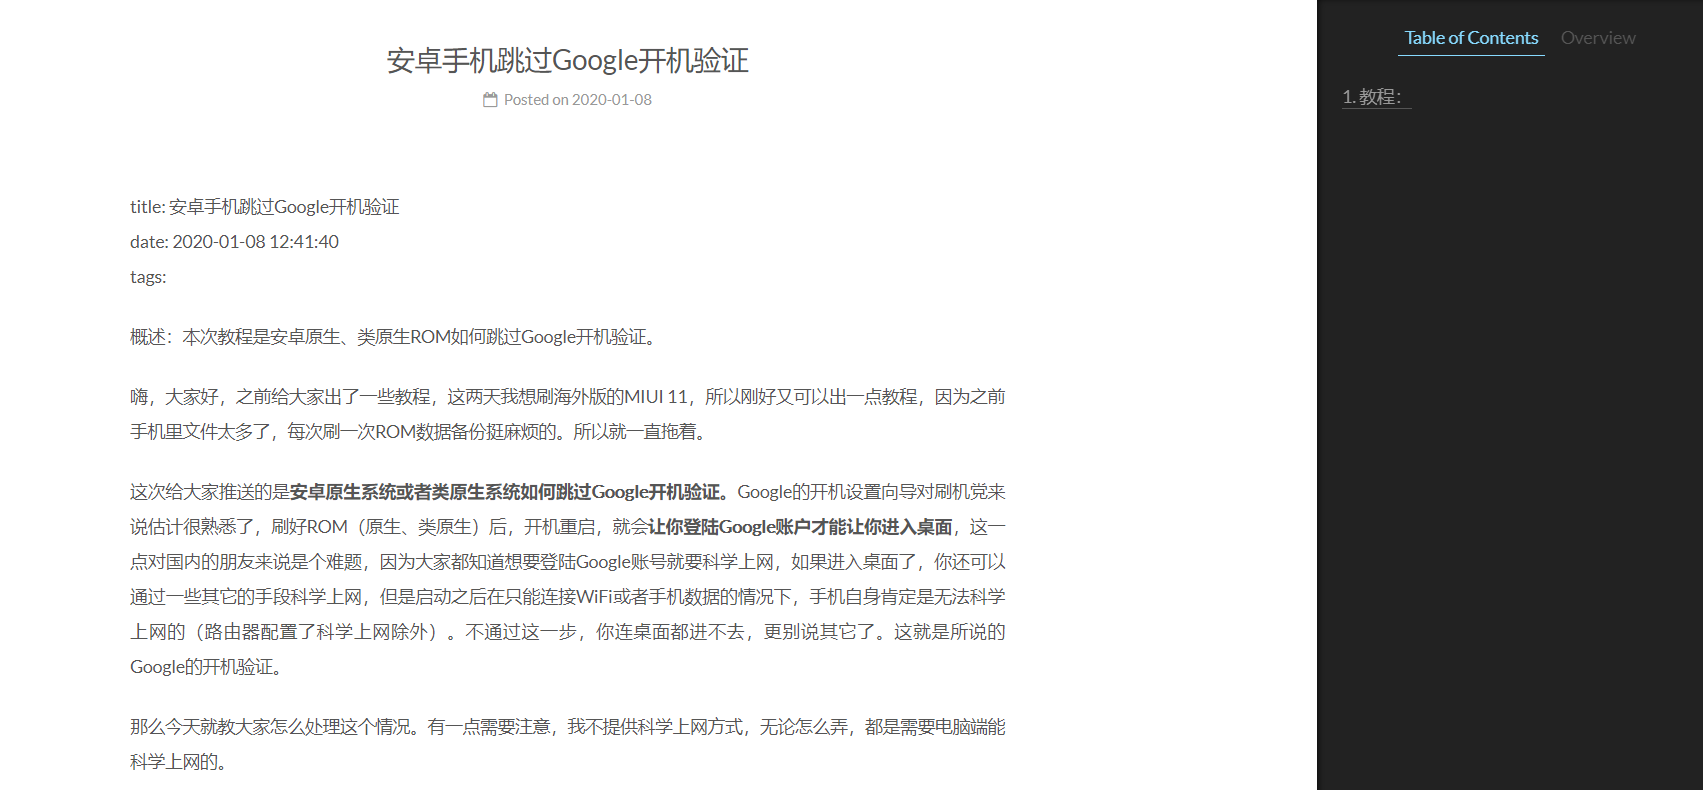 安卓手机跳过Google开机验证
Posted on 2020-01-08
title: 安卓手机跳过Google开机验证
date: 2020-01-08 12:41:40
tags:
概述：本次教程是安卓原生、类原生ROM如何跳过Google开机验证。
嗨，大家好，之前给大家出了一些教程，这两天我想刷海外版的MIUI 11，所以刚好又可以出一点教程，因为之前
手机里文件太多了，每次刷一次ROM数据备份挺麻烦的。所以就一直拖着。
这次给大家推送的是安卓原生系统或者类原生系统如何跳过Google开机验证。Google的开机设置向导对刷机党来
说估计很熟悉了，刷好ROM（原生、类原生）后，开机重启，就会让你登陆Google账户才能让你进入桌面，这一
点对国内的朋友来说是个难题，因为大家都知道想要登陆Google账号就要科学上网，如果进入桌面了，你还可以
通过一些其它的手段科学上网，但是启动之后在只能连接WiFi或者手机数据的情况下，手机自身肯定是无法科学
上网的（路由器配置了科学上网除外）。不通过这一步，你连桌面都进不去，更别说其它了。这就是所说的
Google的开机验证。
那么今天就教大家怎么处理这个情况。有一点需要注意，我不提供科学上网方式，无论怎么弄，都是需要电脑端能
科学上网的。
Table of Contents Overview
1. 教程：